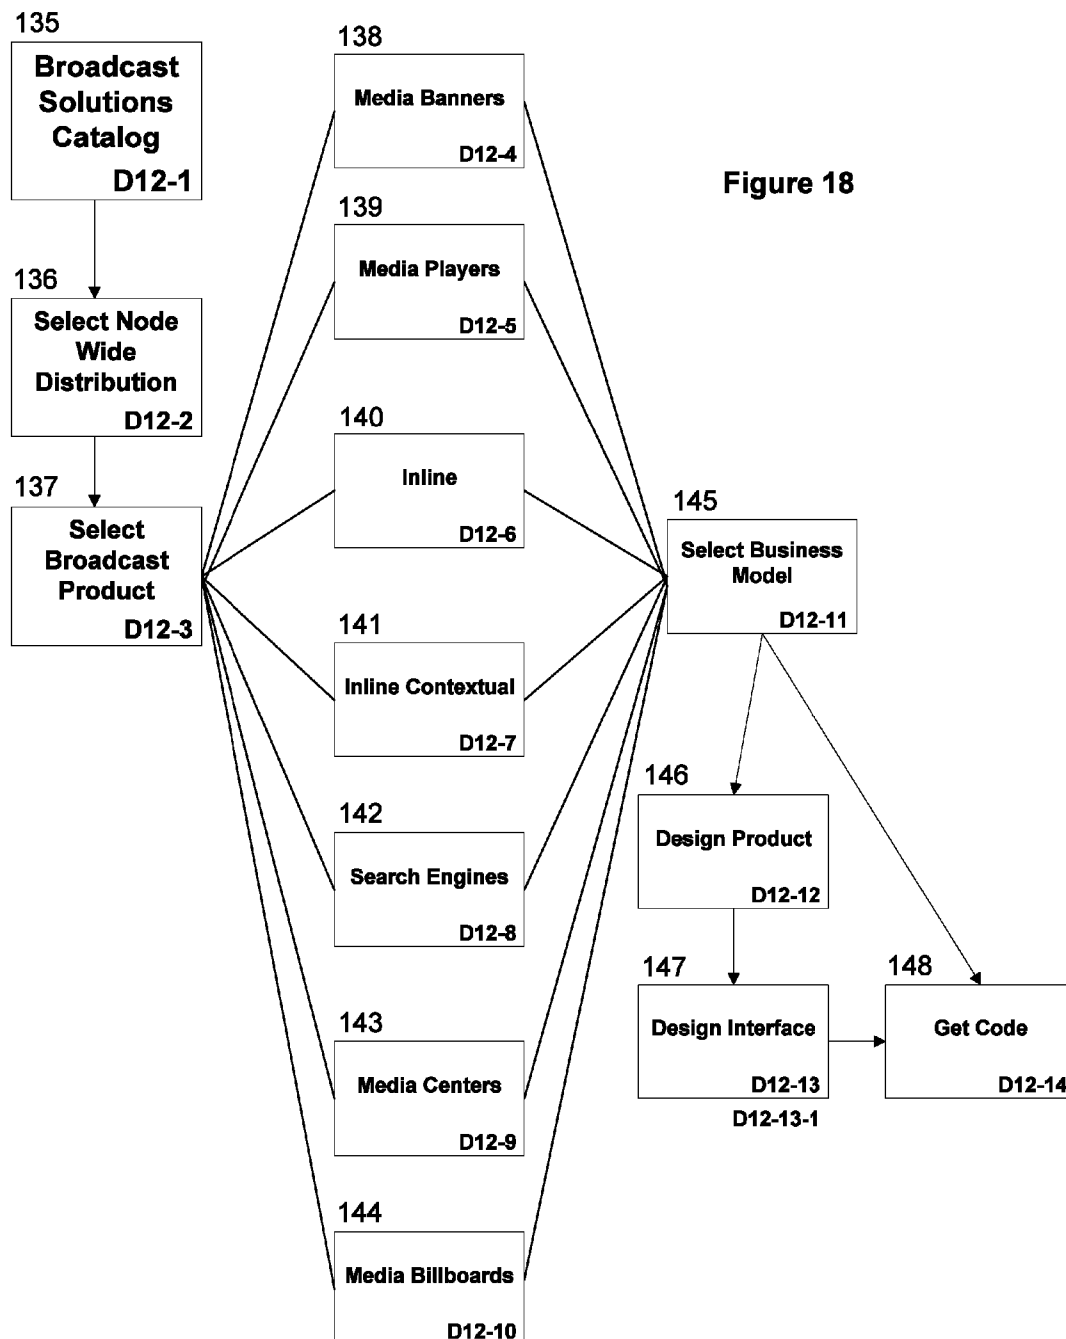 135
Broadcast
Solutions
Catalog
D12-1
136
Select Node
Wide
Distribution
D12-2
137
Select
Broadcast
Product
D12-3
138
Media Banners
D12-4
139
Media Players
D12-5
140
Inline
D12-6
141
Inline Contextual
D12-7
142
Search Engines
D12-8
143
Media Centers
D12-9
144
Media Billboards
D12-10
Figure 18
145
Select Business
Model
D12-11
146
Design Product
D12-12
147
Design Interface
D12-13
D12-13-1
148
Get Code
D12-14